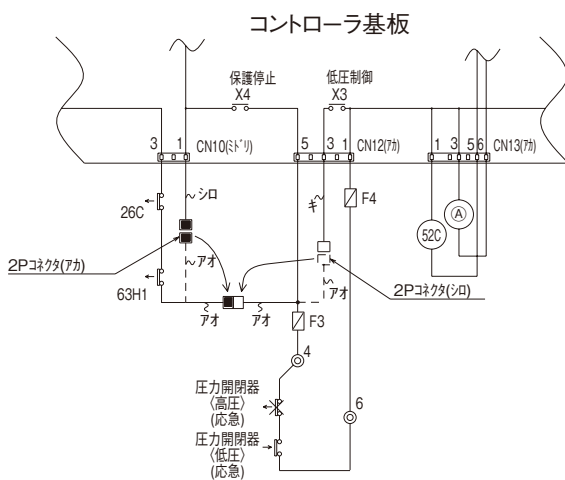 コントローラ基板
保護停止
X4
低圧制御
X3
3 1 CN10(ﾐﾄﾞﾘ)
5 3 1 CN12(ｱｶ)
1 3 5 6 CN13(ｱｶ)
26C
シロ
キ
F4
A
52C
2Pコネクタ(アカ)
アオ
63H1
アオ
アオ
アオ
2Pコネクタ(シロ)
F3
4
6
圧力開閉器
〈高圧〉
(応急)
圧力開閉器
〈低圧〉
(応急)